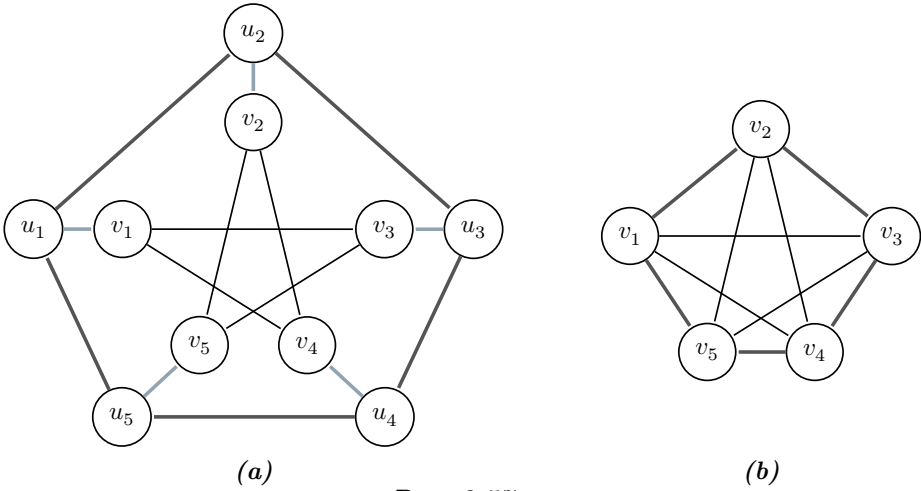 u₂
v₂
u₁ v₁ v₃ u₃
v₅ v₄
u₅ u₄
(a)
v₂
v₁ v₃
v₅ v₄
(b)